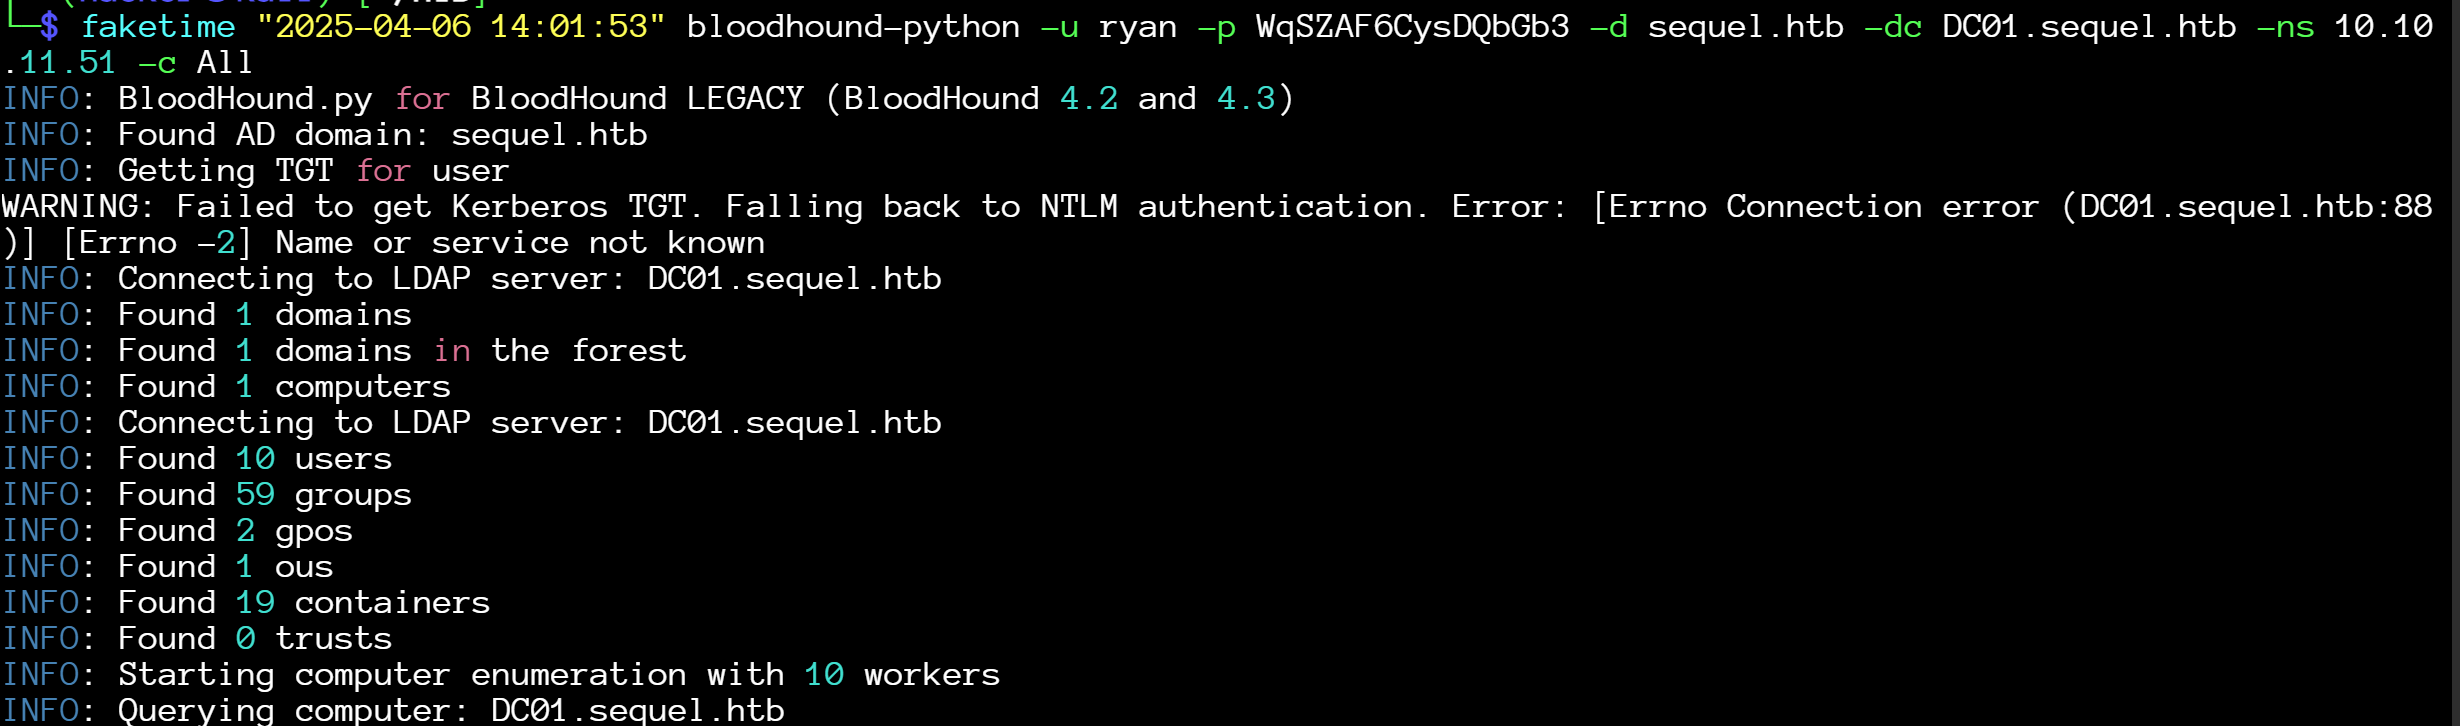 └─$ faketime "2025-04-06 14:01:53" bloodhound-python -u ryan -p WqSZAF6CysDQbGb3 -d sequel.htb -dc DC01.sequel.htb -ns 10.10
.11.51 -c All
INFO: BloodHound.py for BloodHound LEGACY (BloodHound 4.2 and 4.3)
INFO: Found AD domain: sequel.htb
INFO: Getting TGT for user
WARNING: Failed to get Kerberos TGT. Falling back to NTLM authentication. Error: [Errno Connection error (DC01.sequel.htb:88
)] [Errno -2] Name or service not known
INFO: Connecting to LDAP server: DC01.sequel.htb
INFO: Found 1 domains
INFO: Found 1 domains in the forest
INFO: Found 1 computers
INFO: Connecting to LDAP server: DC01.sequel.htb
INFO: Found 10 users
INFO: Found 59 groups
INFO: Found 2 gpos
INFO: Found 1 ous
INFO: Found 19 containers
INFO: Found 0 trusts
INFO: Starting computer enumeration with 10 workers
INFO: Querying computer: DC01.sequel.htb